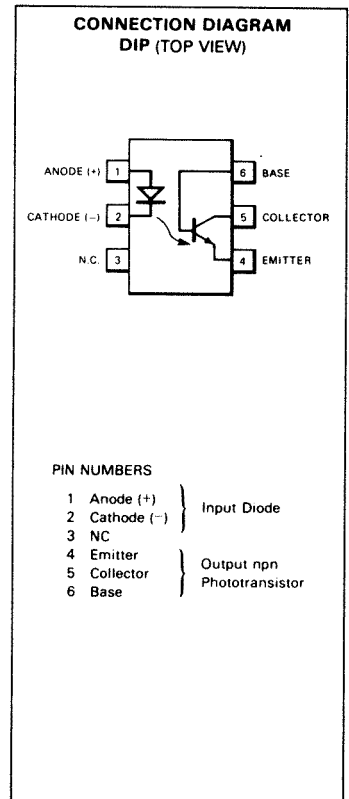 CONNECTION DIAGRAM
DIP (TOP VIEW)
ANODE (+) 1
6 BASE
CATHODE (−) 2
5 COLLECTOR
N.C. 3
4 EMITTER
PIN NUMBERS
1 Anode (+)
2 Cathode (−)
Input Diode
3 NC
4 Emitter
5 Collector
6 Base
Output npn
Phototransistor